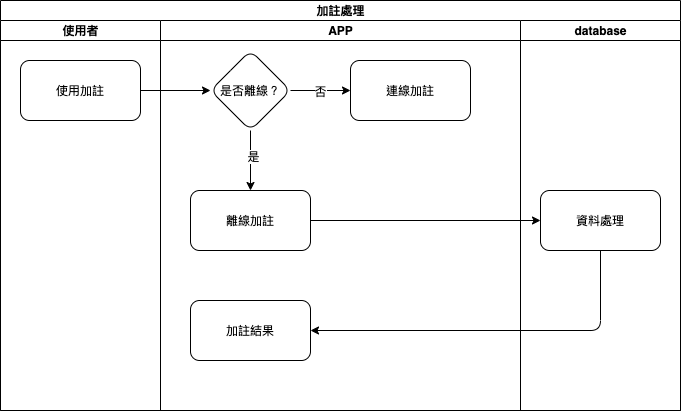 加註處理
使用者
APP
database
使用加註
是否離線？
否
連線加註
是
離線加註
資料處理
加註結果